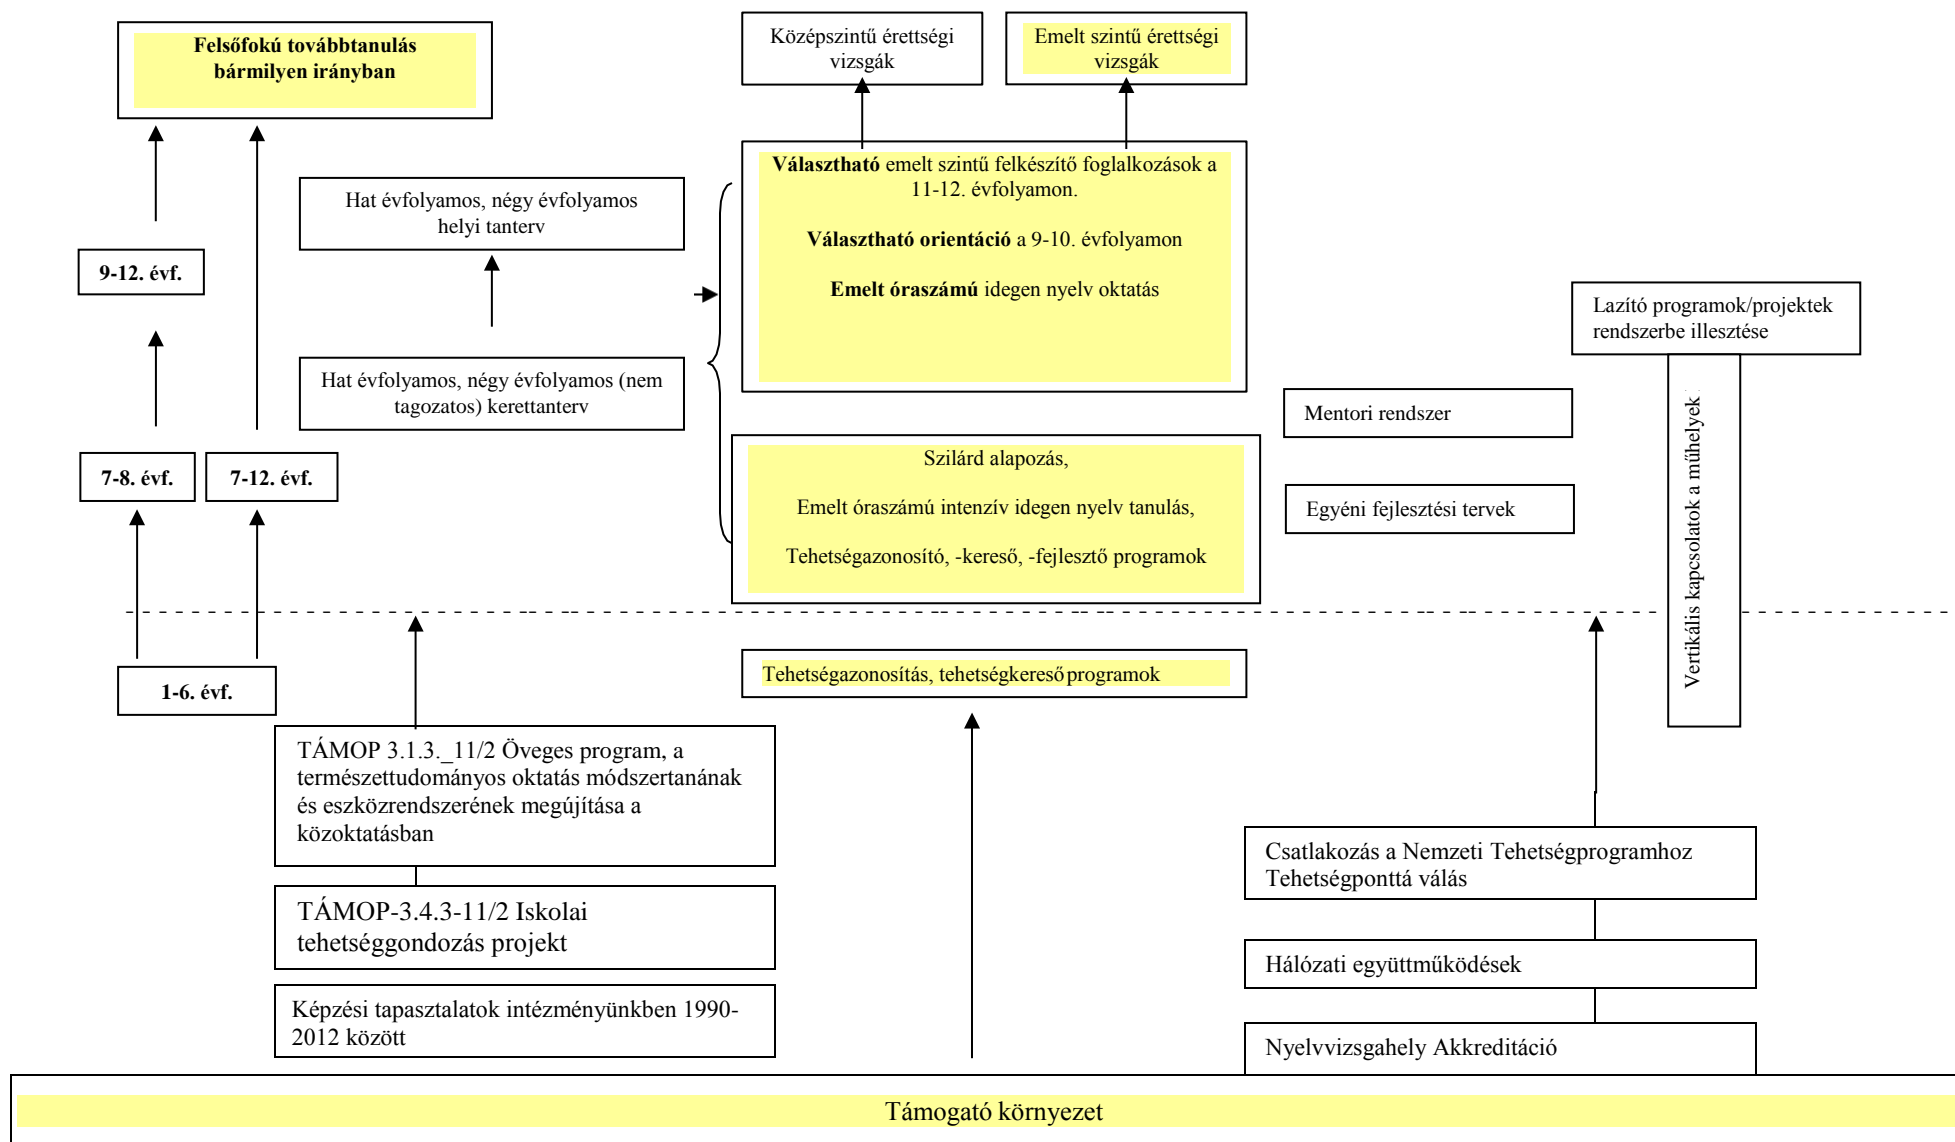 Felsőfokú továbbtanulás
bármilyen irányban
Középszintű érettségi
vizsgák
Emelt szintű érettségi
vizsgák
Választható emelt szintű felkészítő foglalkozások a
11-12. évfolyamon.
Választható orientáció a 9-10. évfolyamon
Emelt óraszámú idegen nyelv oktatás
Hat évfolyamos, négy évfolyamos
helyi tanterv
9-12. évf.
Hat évfolyamos, négy évfolyamos (nem
tagozatos) kerettanterv
Lazító programok/projektek
rendszerbe illesztése
Mentori rendszer
Vertikális kapcsolatok a műhelyek
7-8. évf.
7-12. évf.
Szilárd alapozás,
Emelt óraszámú intenzív idegen nyelv tanulás,
Tehetségazonosító, -kereső, -fejlesztő programok
Egyéni fejlesztési tervek
1-6. évf.
Tehetségazonosítás, tehetségkereső programok
TÁMOP 3.1.3._11/2 Öveges program, a
természettudományos oktatás módszertanának
és eszközrendszerének megújítása a
közoktatásban
TÁMOP-3.4.3-11/2 Iskolai
tehetséggondozás projekt
Képzési tapasztalatok intézményünkben 1990-
2012 között
Csatlakozás a Nemzeti Tehetségprogramhoz
Tehetségponttá válás
Hálózati együttműködések
Nyelvvizsgahely Akkreditáció
Támogató környezet